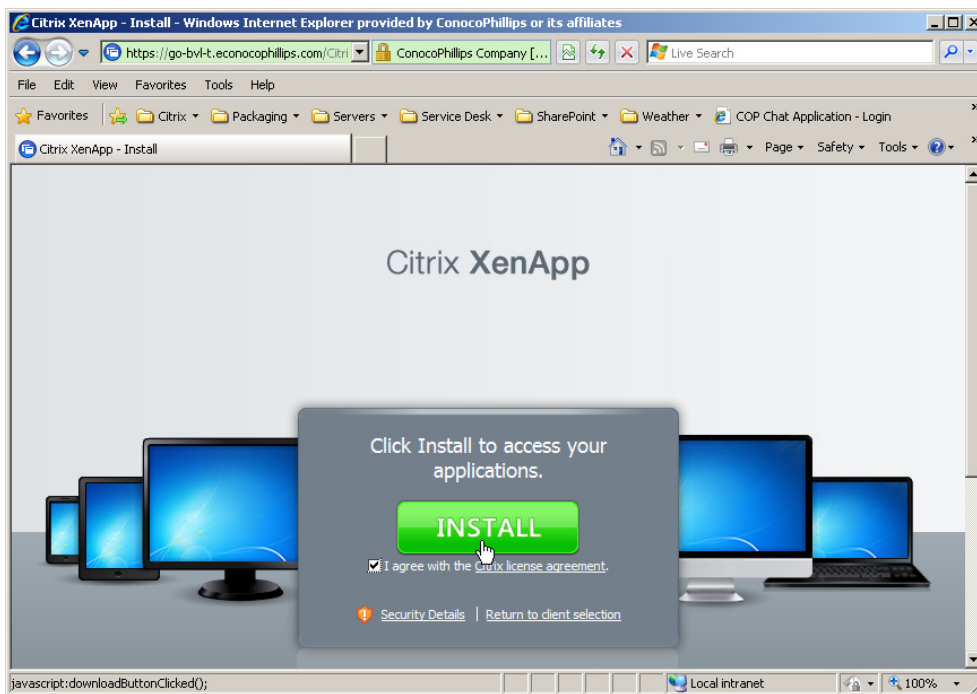 Citrix XenApp - Install - Windows Internet Explorer provided by ConocoPhillips or its affiliates
https://go-bvl-t.econocophillips.com/Citri ConocoPhillips Company [... Live Search
File Edit View Favorites Tools Help
Favorites Citrix Packaging Servers Service Desk SharePoint Weather COP Chat Application - Login
Citrix XenApp - Install Page Safety Tools
Citrix XenApp
Click Install to access your
applications.
INSTALL
I agree with the Citrix license agreement.
Security Details | Return to client selection
javascript:downloadButtonClicked(); Local intranet 100%